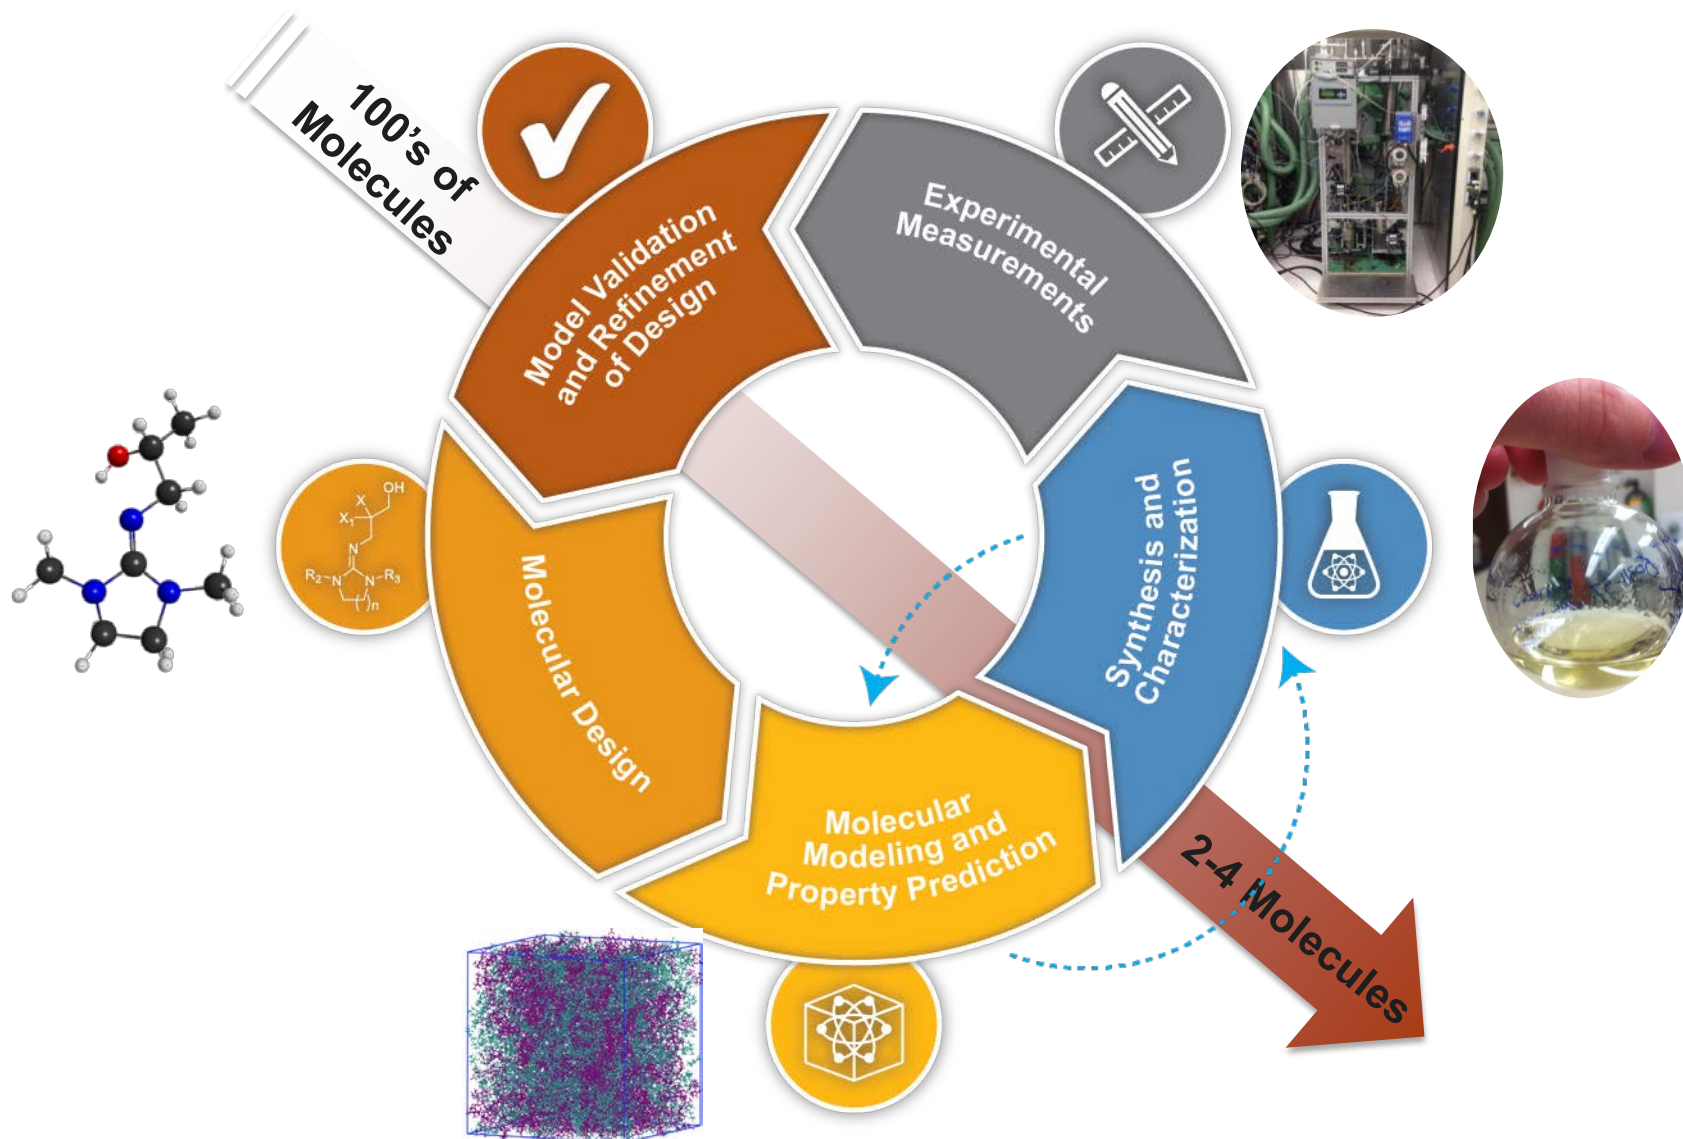 100's of
Molecules
Model Validation
and Refinement
of Design
Experimental
Measurements
Synthesis and
Characterization
Molecular
Modeling and
Property Prediction
Molecular Design
OH
X
X1
N
R2
N
N
R3
n
2-4 Molecules